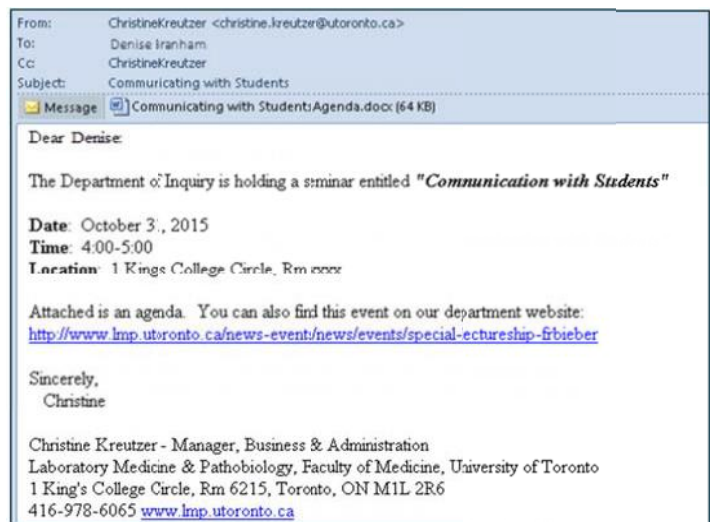 From: ChristineKreutzer <christine.kreutzer@utoronto.ca>
To: Denise Iranham
Cc: ChristineKreutzer
Subject: Communicating with Students
Message Communicating with StudentsAgenda.docx (64 KB)
Dear Denise:
The Department of Inquiry is holding a seminar entitled "Communication with Students"
Date: October 3, 2015
Time: 4:00-5:00
Location: 1 Kings College Circle, Rm xxxx
Attached is an agenda. You can also find this event on our department website:
http://www.lmp.utoronto.ca/news-event/news/events/special-ectureship-frbieber
Sincerely,
Christine
Christine Kreutzer - Manager, Business & Administration
Laboratory Medicine & Pathobiology, Faculty of Medicine, University of Toronto
1 King's College Circle, Rm 6215, Toronto, ON M1L 2R6
416-978-6065 www.lmp.utoronto.ca